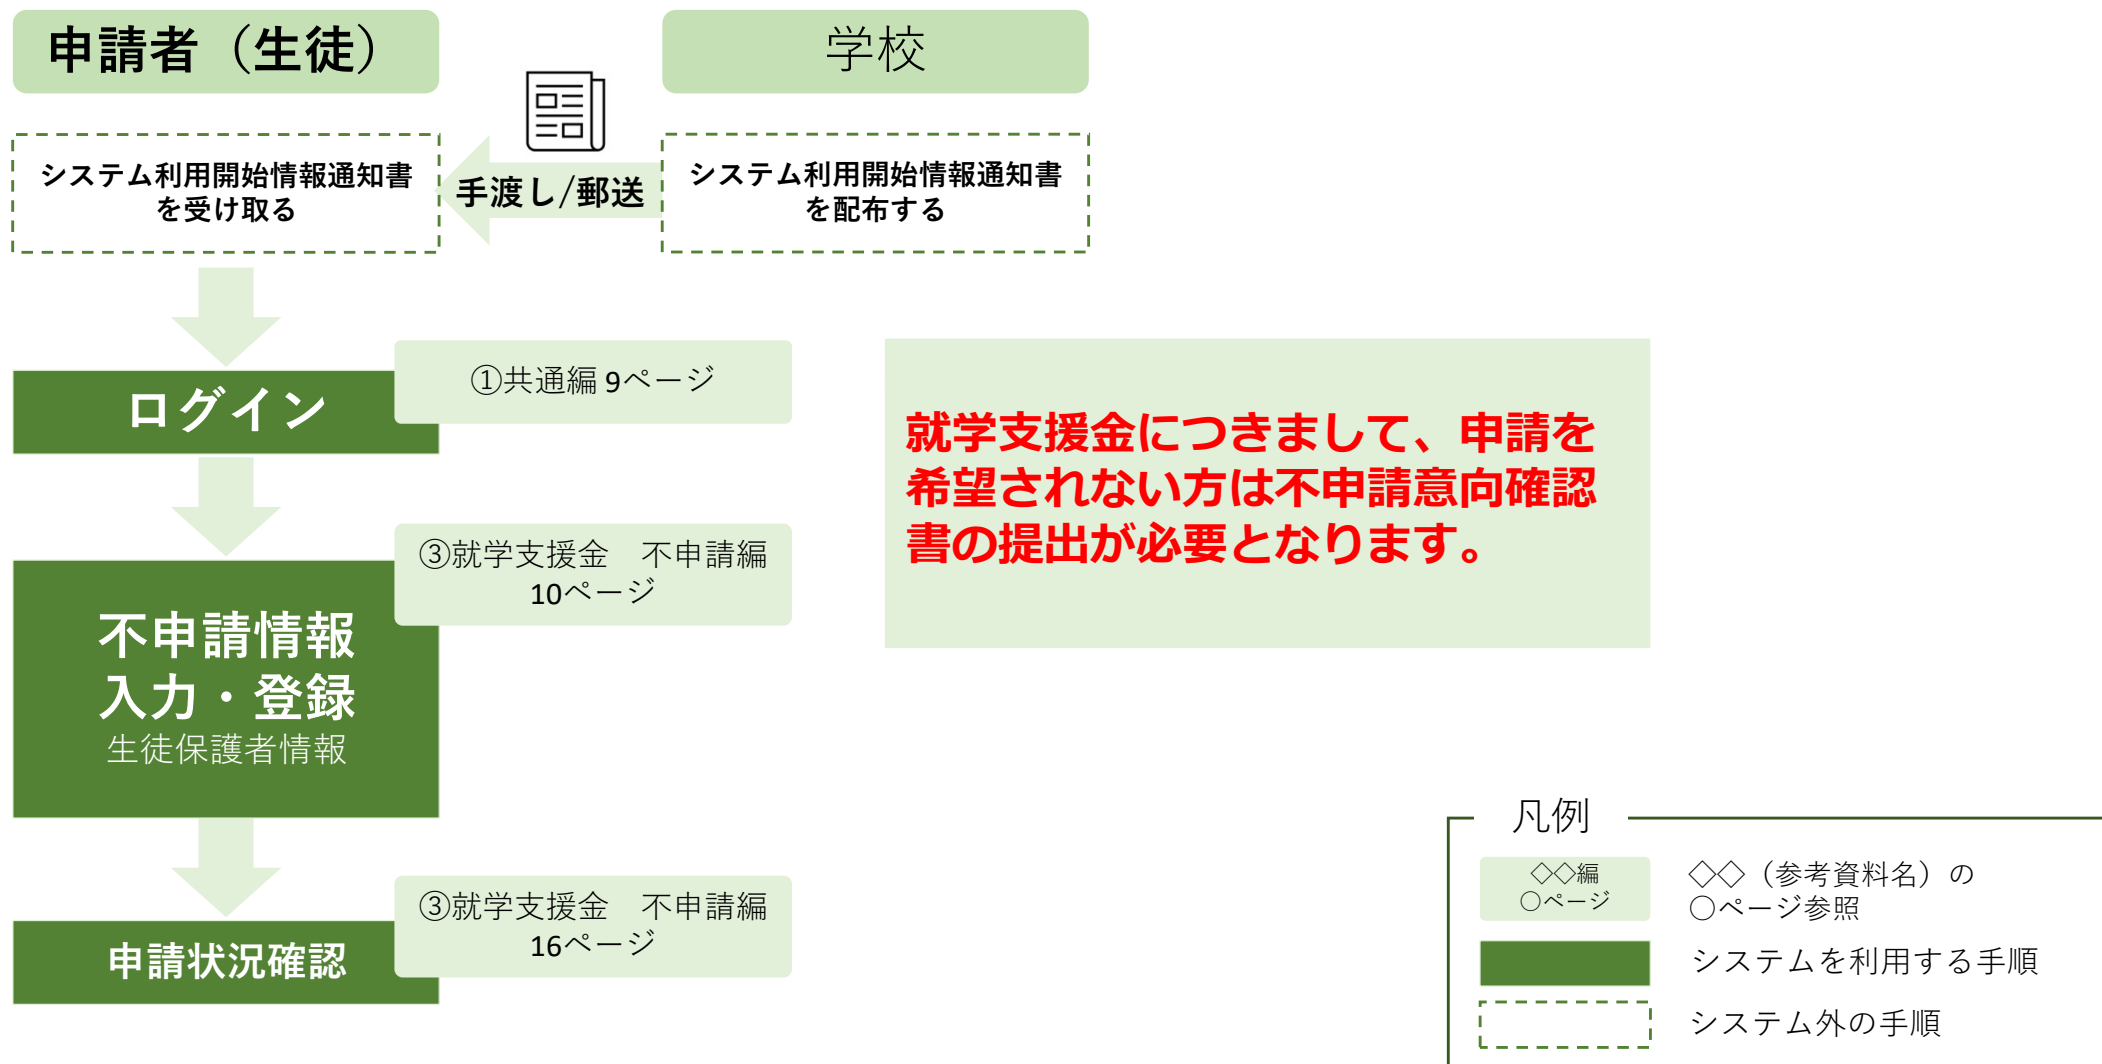 申請者（生徒）
学校
システム利用開始情報通知書
を受け取る
手渡し/郵送
システム利用開始情報通知書
を配布する
ログイン
①共通編 9ページ
就学支援金につきまして、申請を
希望されない方は不申請意向確認
書の提出が必要となります。
不申請情報
入力・登録
生徒保護者情報
③就学支援金　不申請編
10ページ
申請状況確認
③就学支援金　不申請編
16ページ
凡例
◇◇編
○ページ
◇◇（参考資料名）の
○ページ参照
システムを利用する手順
システム外の手順